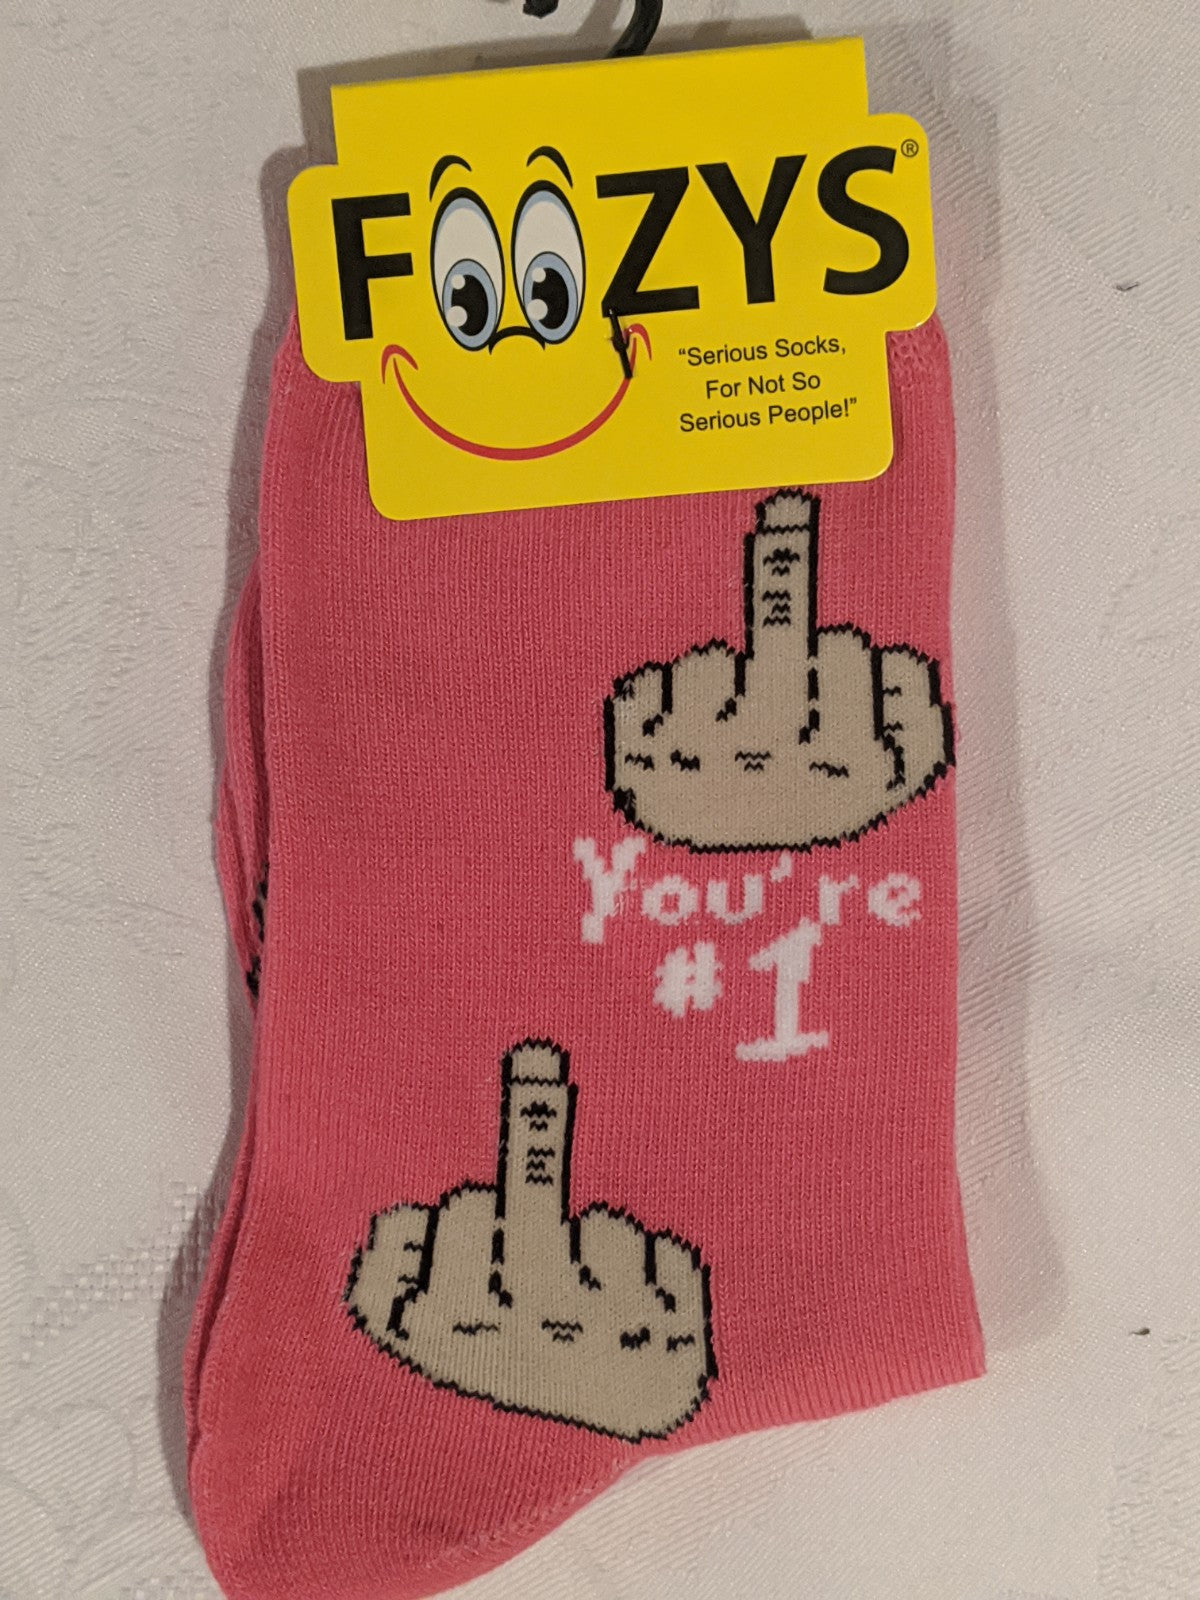 FOOZYS®
“Serious Socks,
For Not So
Serious People!”
You're
#1